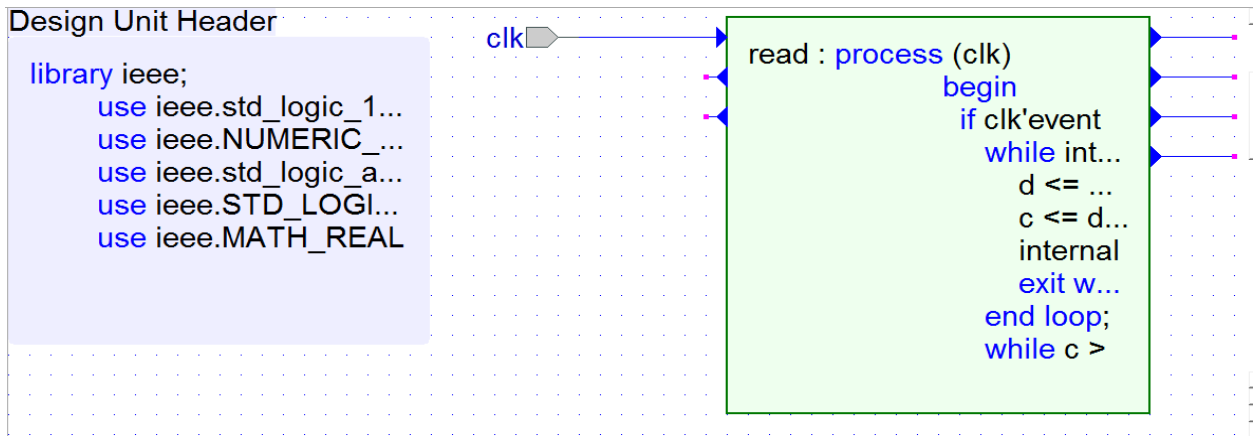 Design Unit Header
library ieee;
use ieee.std_logic_1...
use ieee.NUMERIC_...
use ieee.std_logic_a...
use ieee.STD_LOGI...
use ieee.MATH_REAL
clk
read : process (clk)
begin
if clk'event
while int...
d <= ...
c <= d...
internal
exit w...
end loop;
while c >